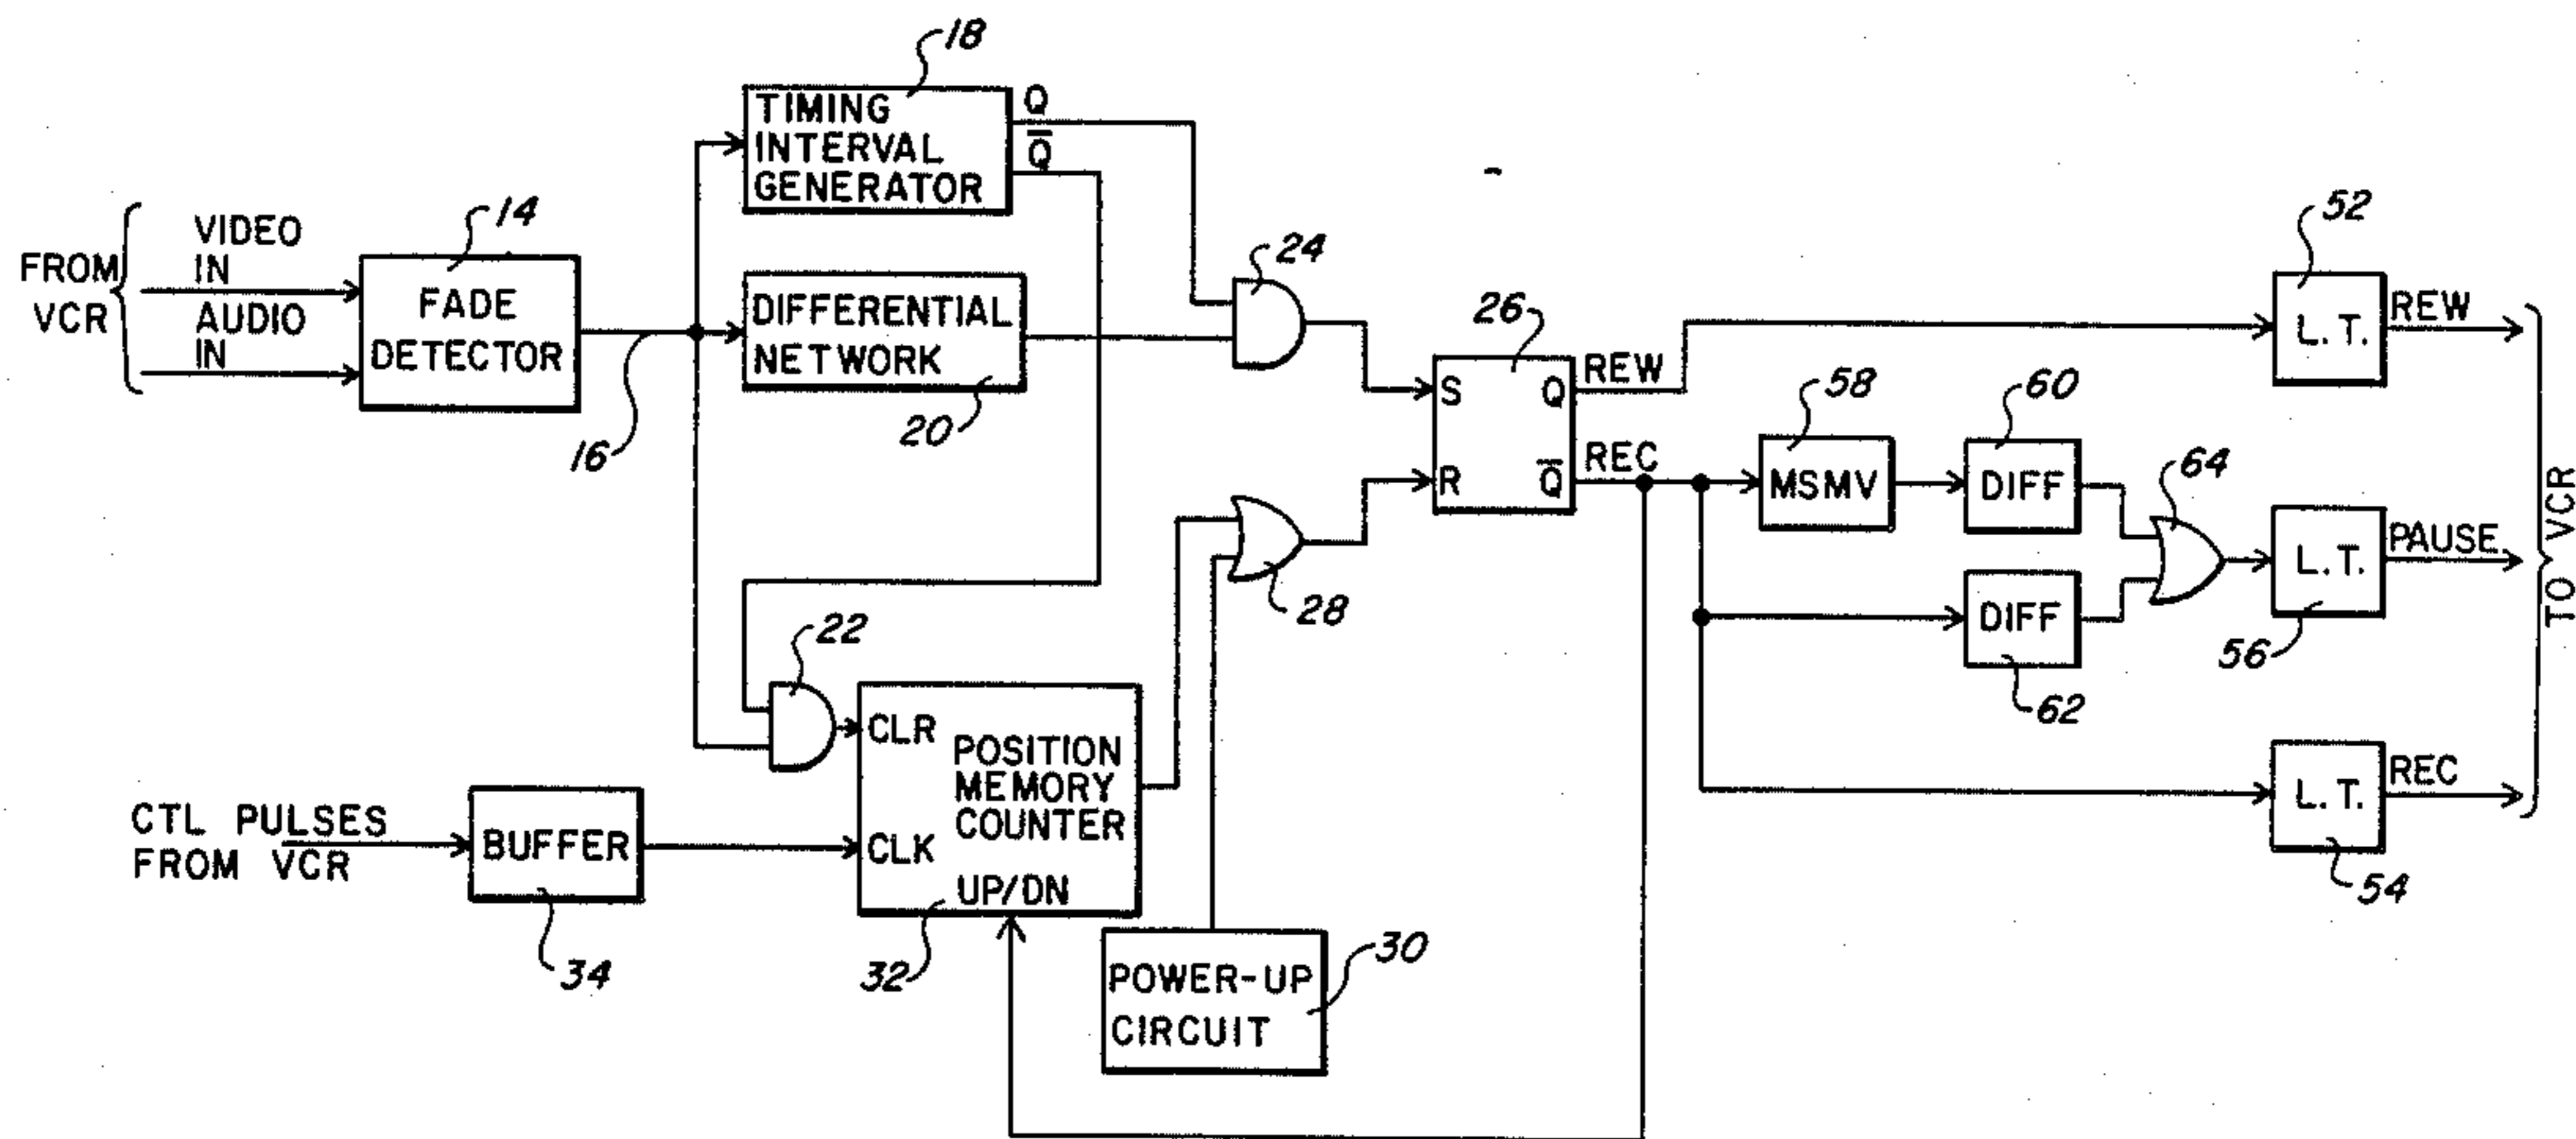 FROM
VCR
VIDEO
IN
AUDIO
IN
14
FADE
DETECTOR
16
18
TIMING
INTERVAL
GENERATOR
Q
Q̅
DIFFERENTIAL
NETWORK
20
24
22
CTL PULSES
FROM VCR
BUFFER
34
CLR
POSITION
MEMORY
COUNTER
CLK
UP/DN
32
28
POWER-UP
CIRCUIT
30
26
S
Q
R
Q̅
REW
REC
58
MSMV
60
DIFF
DIFF
62
64
52
L.T.
REW
L.T.
PAUSE
56
L.T.
REC
54
TO VCR